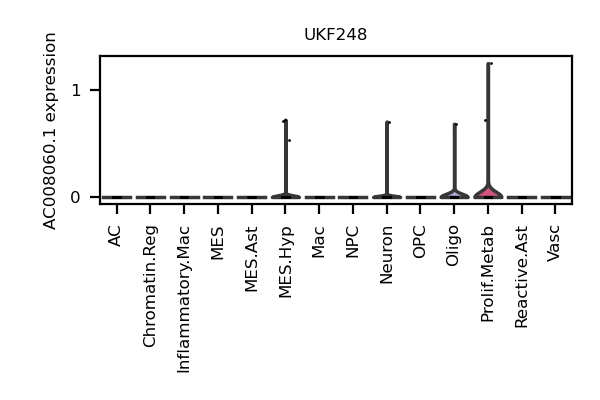 UKF248
AC008060.1 expression
1
0
AC
Chromatin.Reg
Inflammatory.Mac
MES
MES.Ast
MES.Hyp
Mac
NPC
Neuron
OPC
Oligo
Prolif.Metab
Reactive.Ast
Vasc